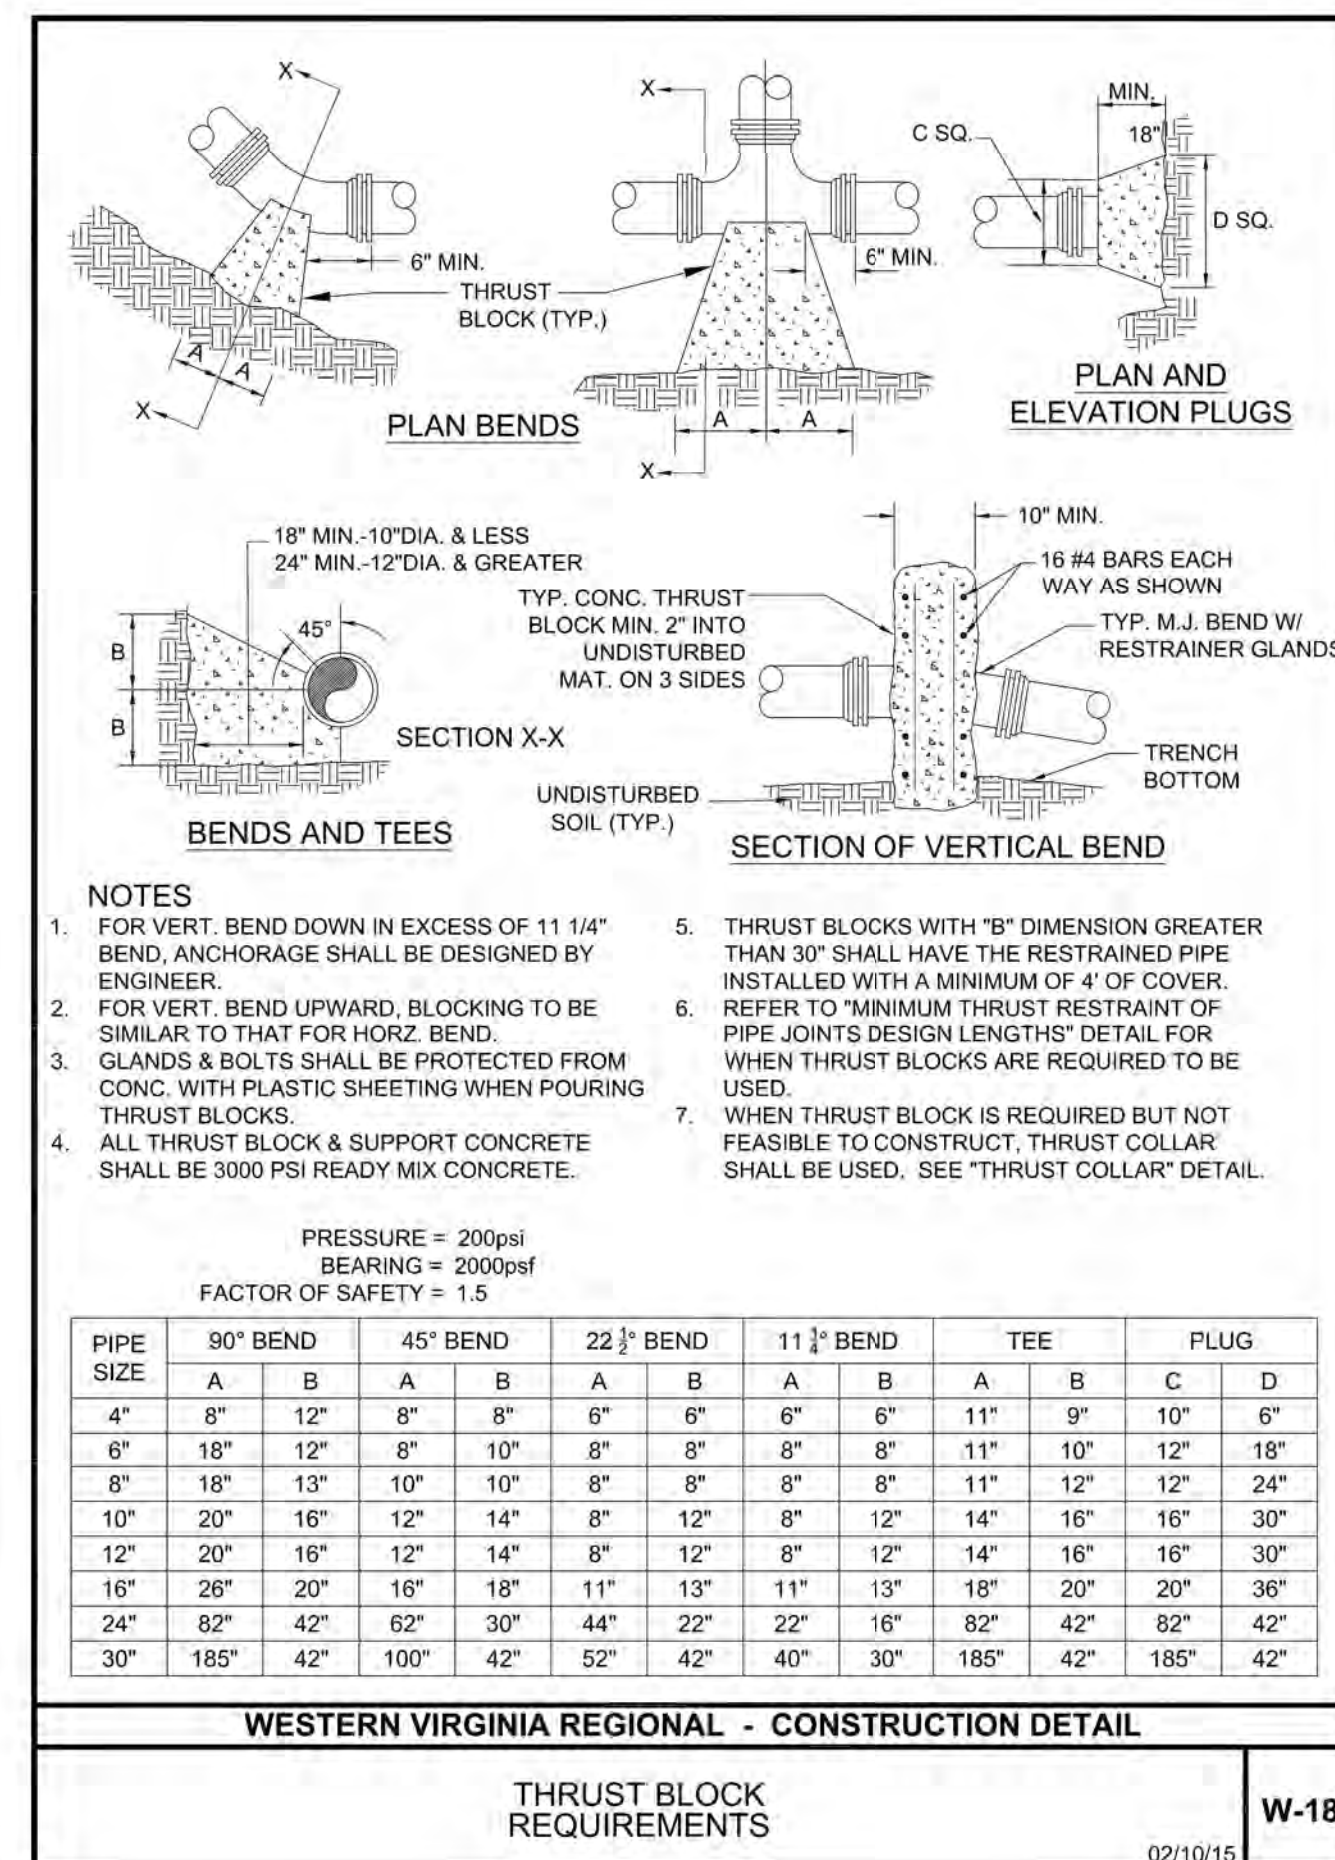 X
X
MIN.
C SQ.
18"
D SQ.
6" MIN.
6" MIN.
THRUST
BLOCK (TYP.)
A
A
X
PLAN BENDS
A
A
X
PLAN AND
ELEVATION PLUGS
18" MIN.-10"DIA. & LESS
24" MIN.-12"DIA. & GREATER
45°
B
B
SECTION X-X
BENDS AND TEES
10" MIN.
16 #4 BARS EACH
WAY AS SHOWN
TYP. CONC. THRUST
BLOCK MIN. 2" INTO
UNDISTURBED
MAT. ON 3 SIDES
TYP. M.J. BEND W/
RESTRAINER GLANDS
TRENCH
BOTTOM
UNDISTURBED
SOIL (TYP.)
SECTION OF VERTICAL BEND
NOTES
1. FOR VERT. BEND DOWN IN EXCESS OF 11 1/4"
BEND, ANCHORAGE SHALL BE DESIGNED BY
ENGINEER.
2. FOR VERT. BEND UPWARD, BLOCKING TO BE
SIMILAR TO THAT FOR HORZ. BEND.
3. GLANDS & BOLTS SHALL BE PROTECTED FROM
CONC. WITH PLASTIC SHEETING WHEN POURING
THRUST BLOCKS.
4. ALL THRUST BLOCK & SUPPORT CONCRETE
SHALL BE 3000 PSI READY MIX CONCRETE.
5. THRUST BLOCKS WITH "B" DIMENSION GREATER
THAN 30" SHALL HAVE THE RESTRAINED PIPE
INSTALLED WITH A MINIMUM OF 4' OF COVER.
6. REFER TO "MINIMUM THRUST RESTRAINT OF
PIPE JOINTS DESIGN LENGTHS" DETAIL FOR
WHEN THRUST BLOCKS ARE REQUIRED TO BE
USED.
7. WHEN THRUST BLOCK IS REQUIRED BUT NOT
FEASIBLE TO CONSTRUCT, THRUST COLLAR
SHALL BE USED. SEE "THRUST COLLAR" DETAIL.
PRESSURE = 200psi
BEARING = 2000psf
FACTOR OF SAFETY = 1.5
PIPE SIZE 90° BEND 45° BEND 22 1/2° BEND 11 1/4° BEND TEE PLUG
A B A B A B A B A B C D
4" 8" 12" 8" 8" 6" 6" 6" 6" 11" 9" 10" 6"
6" 18" 12" 8" 10" 8" 8" 8" 8" 11" 10" 12" 18"
8" 18" 13" 10" 10" 8" 8" 8" 8" 11" 12" 12" 24"
10" 20" 16" 12" 14" 8" 12" 8" 12" 14" 16" 16" 30"
12" 20" 16" 12" 14" 8" 12" 8" 12" 14" 16" 16" 30"
16" 26" 20" 16" 18" 11" 13" 11" 13" 18" 20" 20" 36"
24" 82" 42" 62" 30" 44" 22" 22" 16" 82" 42" 82" 42"
30" 185" 42" 100" 42" 52" 42" 40" 30" 185" 42" 185" 42"
WESTERN VIRGINIA REGIONAL - CONSTRUCTION DETAIL
THRUST BLOCK
REQUIREMENTS
W-18
02/10/15